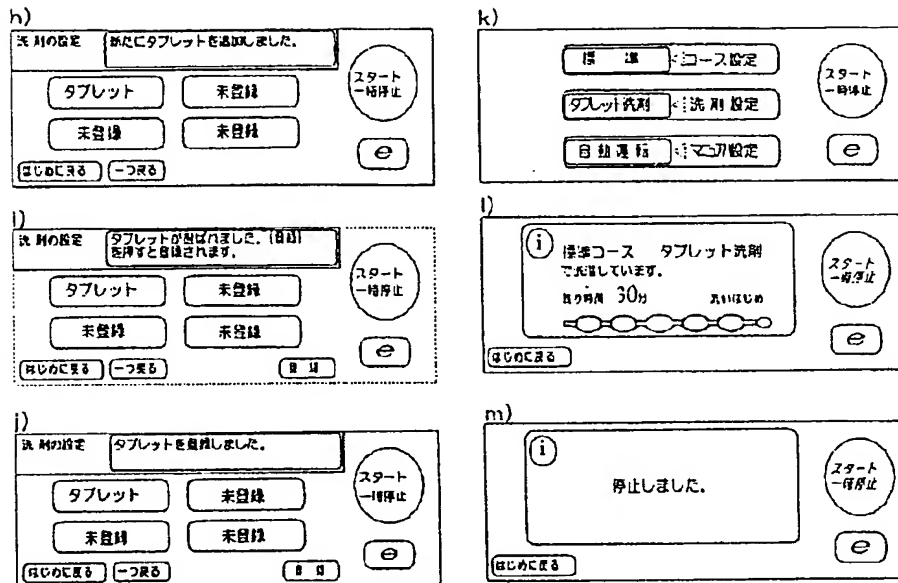 h)
洗剤の設定
新たにタブレットを追加しました。
タブレット
未登録
未登録
未登録
はじめに戻る
一つ戻る
スタート
一時停止
e
i)
洗剤の設定
タブレットが選ばれました。(登録)
を押すと登録されます。
タブレット
未登録
未登録
未登録
はじめに戻る
一つ戻る
登録
スタート
一時停止
e
j)
洗剤の設定
タブレットを登録しました。
タブレット
未登録
未登録
未登録
はじめに戻る
一つ戻る
登録
スタート
一時停止
e
k)
標準
コース設定
タブレット洗剤
洗剤設定
自動運転
マニュアル設定
スタート
一時停止
e
l)
i
標準コース タブレット洗剤
で洗濯しています。
残り時間 30分 洗いはじめ
はじめに戻る
スタート
一時停止
e
m)
i
停止しました。
はじめに戻る
スタート
一時停止
e